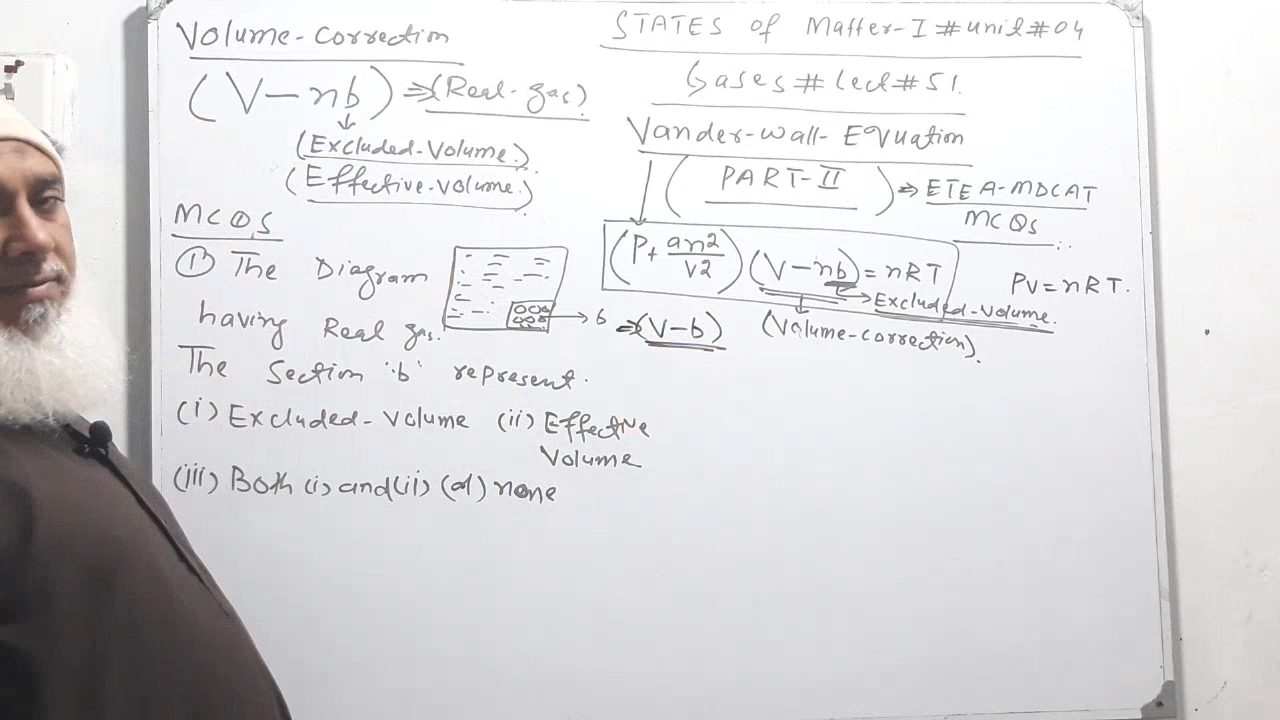 Volume-Correction
(V-nb) ⇒ (Real-gas)
(Excluded-Volume)
(Effective-Volume)
MCQS
① The Diagram
having Real gas.
b
The Section 'b' represent.
(i) Excluded-Volume (ii) Effective
Volume
(iii) Both (i) and (ii) (d) none
STATES of Matter-I # Unit # 04
Gases # Lect # 51.
Vander-wall-Equation
(PART-II) ⇒ ETEA-MDCAT
MCQS
(P+ an²/v²) (V-nb) = nRT
PV=nRT.
→ Excluded-Volume.
⇒ (V-b)
(Volume-correction).